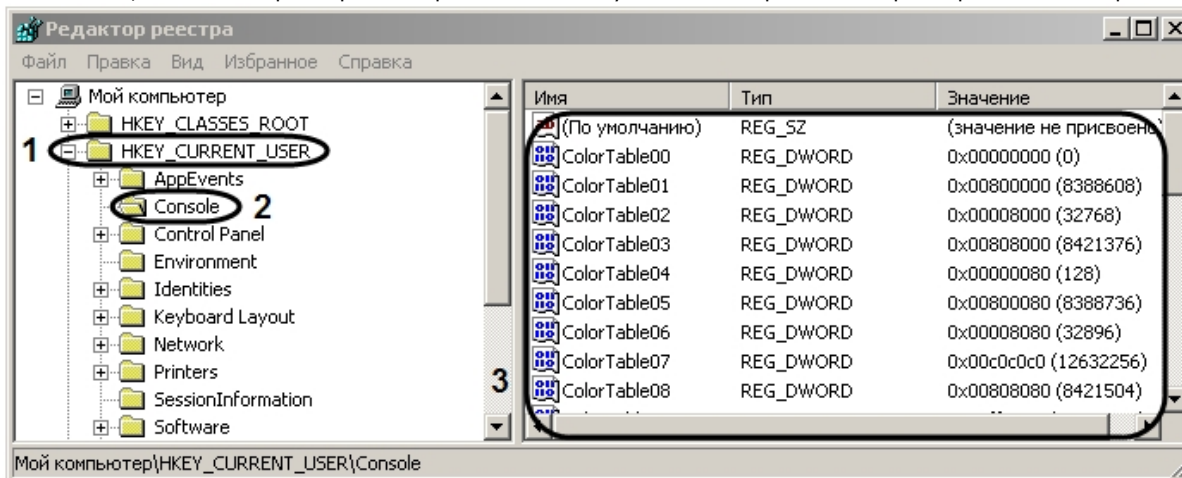 Редактор реестра
Файл Правка Вид Избранное Справка
Мой компьютер
HKEY_CLASSES_ROOT
1 HKEY_CURRENT_USER
AppEvents
Console 2
Control Panel
Environment
Identities
Keyboard Layout
Network
Printers
SessionInformation
Software
3
Имя Тип Значение
(По умолчанию) REG_SZ (значение не присвоено)
ColorTable00 REG_DWORD 0x00000000 (0)
ColorTable01 REG_DWORD 0x00800000 (8388608)
ColorTable02 REG_DWORD 0x00008000 (32768)
ColorTable03 REG_DWORD 0x00808000 (8421376)
ColorTable04 REG_DWORD 0x00000080 (128)
ColorTable05 REG_DWORD 0x00800080 (8388736)
ColorTable06 REG_DWORD 0x00008080 (32896)
ColorTable07 REG_DWORD 0x00c0c0c0 (12632256)
ColorTable08 REG_DWORD 0x00808080 (8421504)
Мой компьютер\HKEY_CURRENT_USER\Console